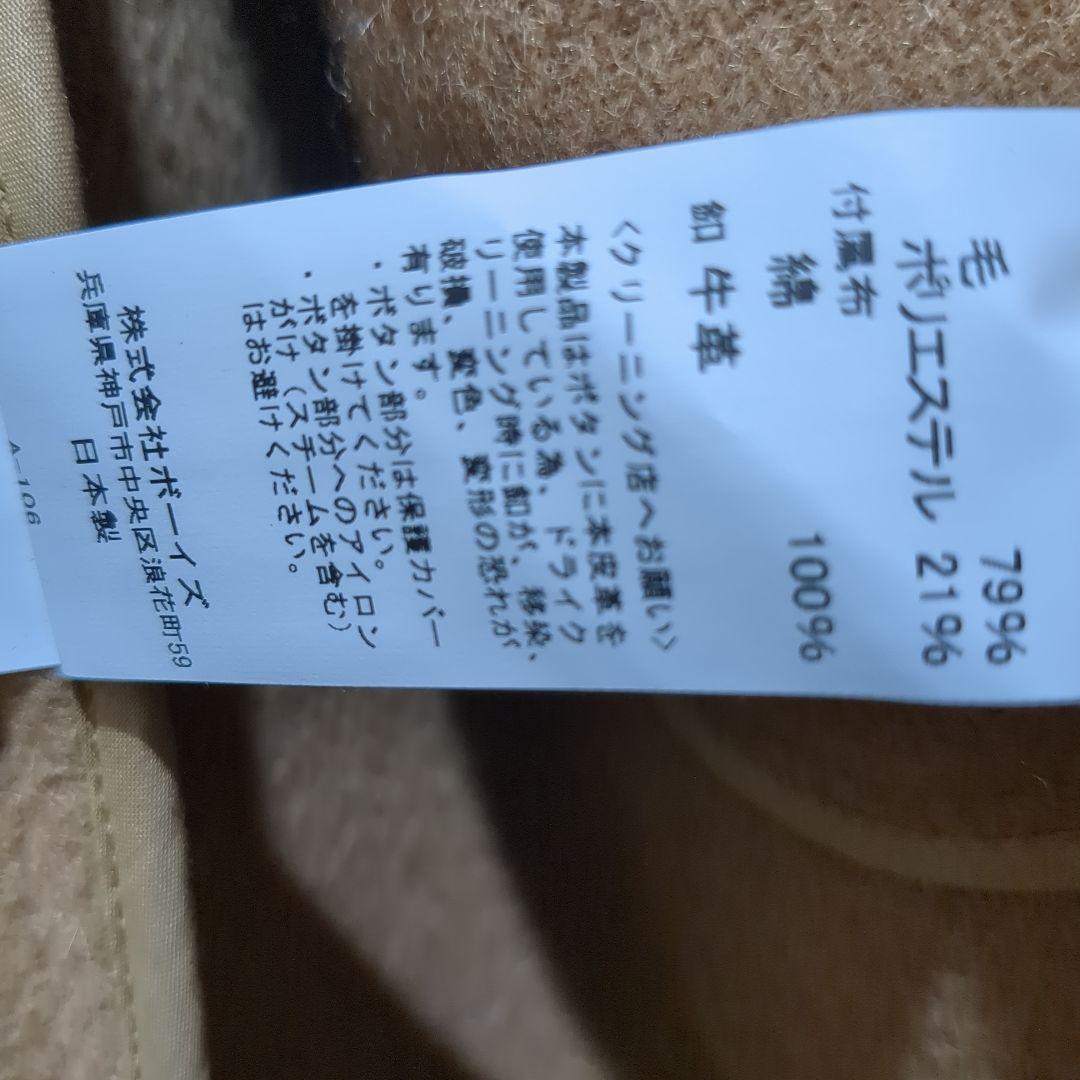 毛 79%
ポリエステル 21%
付属布
綿 100%
釦 牛革
<クリーニング店へお願い>
本製品はボタンに本皮革を
使用している為、ドライク
リーニング時に釦が、移染、
破損、変色、変形の恐れが
有ります。
・ボタン部分は保護カバー
を掛けてください。
・ボタン部分へのアイロン
がけ(スチームを含む)
はお避けください。
株式会社ボーイズ
兵庫県神戸市中央区浪花町59
日本製
A-106